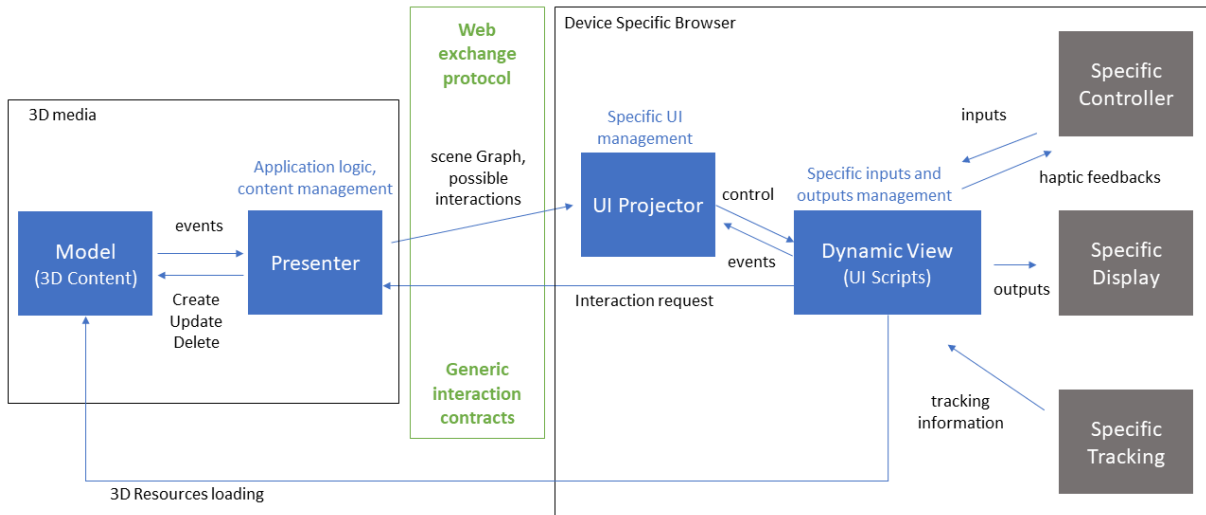 Web
exchange
protocol
Device Specific Browser
3D media
Application logic,
content management
Model
(3D Content)
events
Create
Update
Delete
Presenter
scene Graph,
possible
interactions
Specific UI
management
UI Projector
control
events
Interaction request
Specific inputs and
outputs management
Dynamic View
(UI Scripts)
inputs
haptic feedbacks
Specific
Controller
outputs
Specific
Display
tracking
information
Specific
Tracking
Generic
interaction
contracts
3D Resources loading